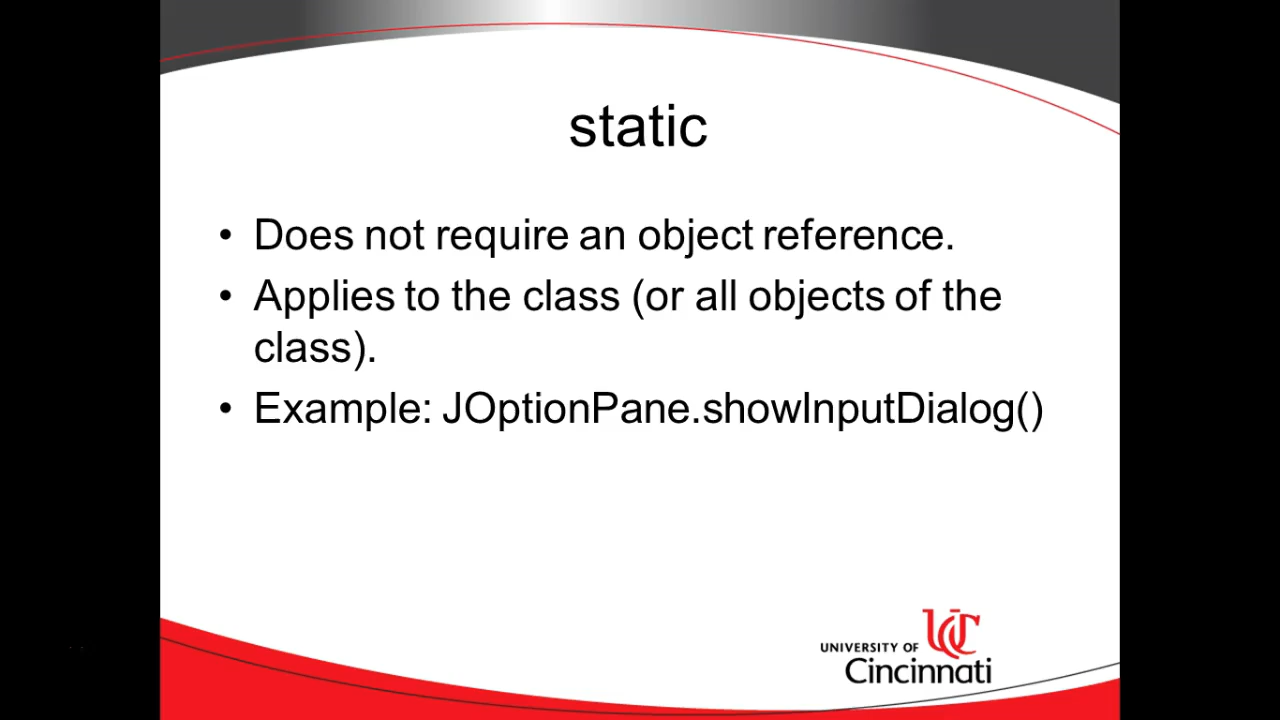 static
• Does not require an object reference.
• Applies to the class (or all objects of the
class).
• Example: JOptionPane.showInputDialog()
UC
UNIVERSITY OF
Cincinnati